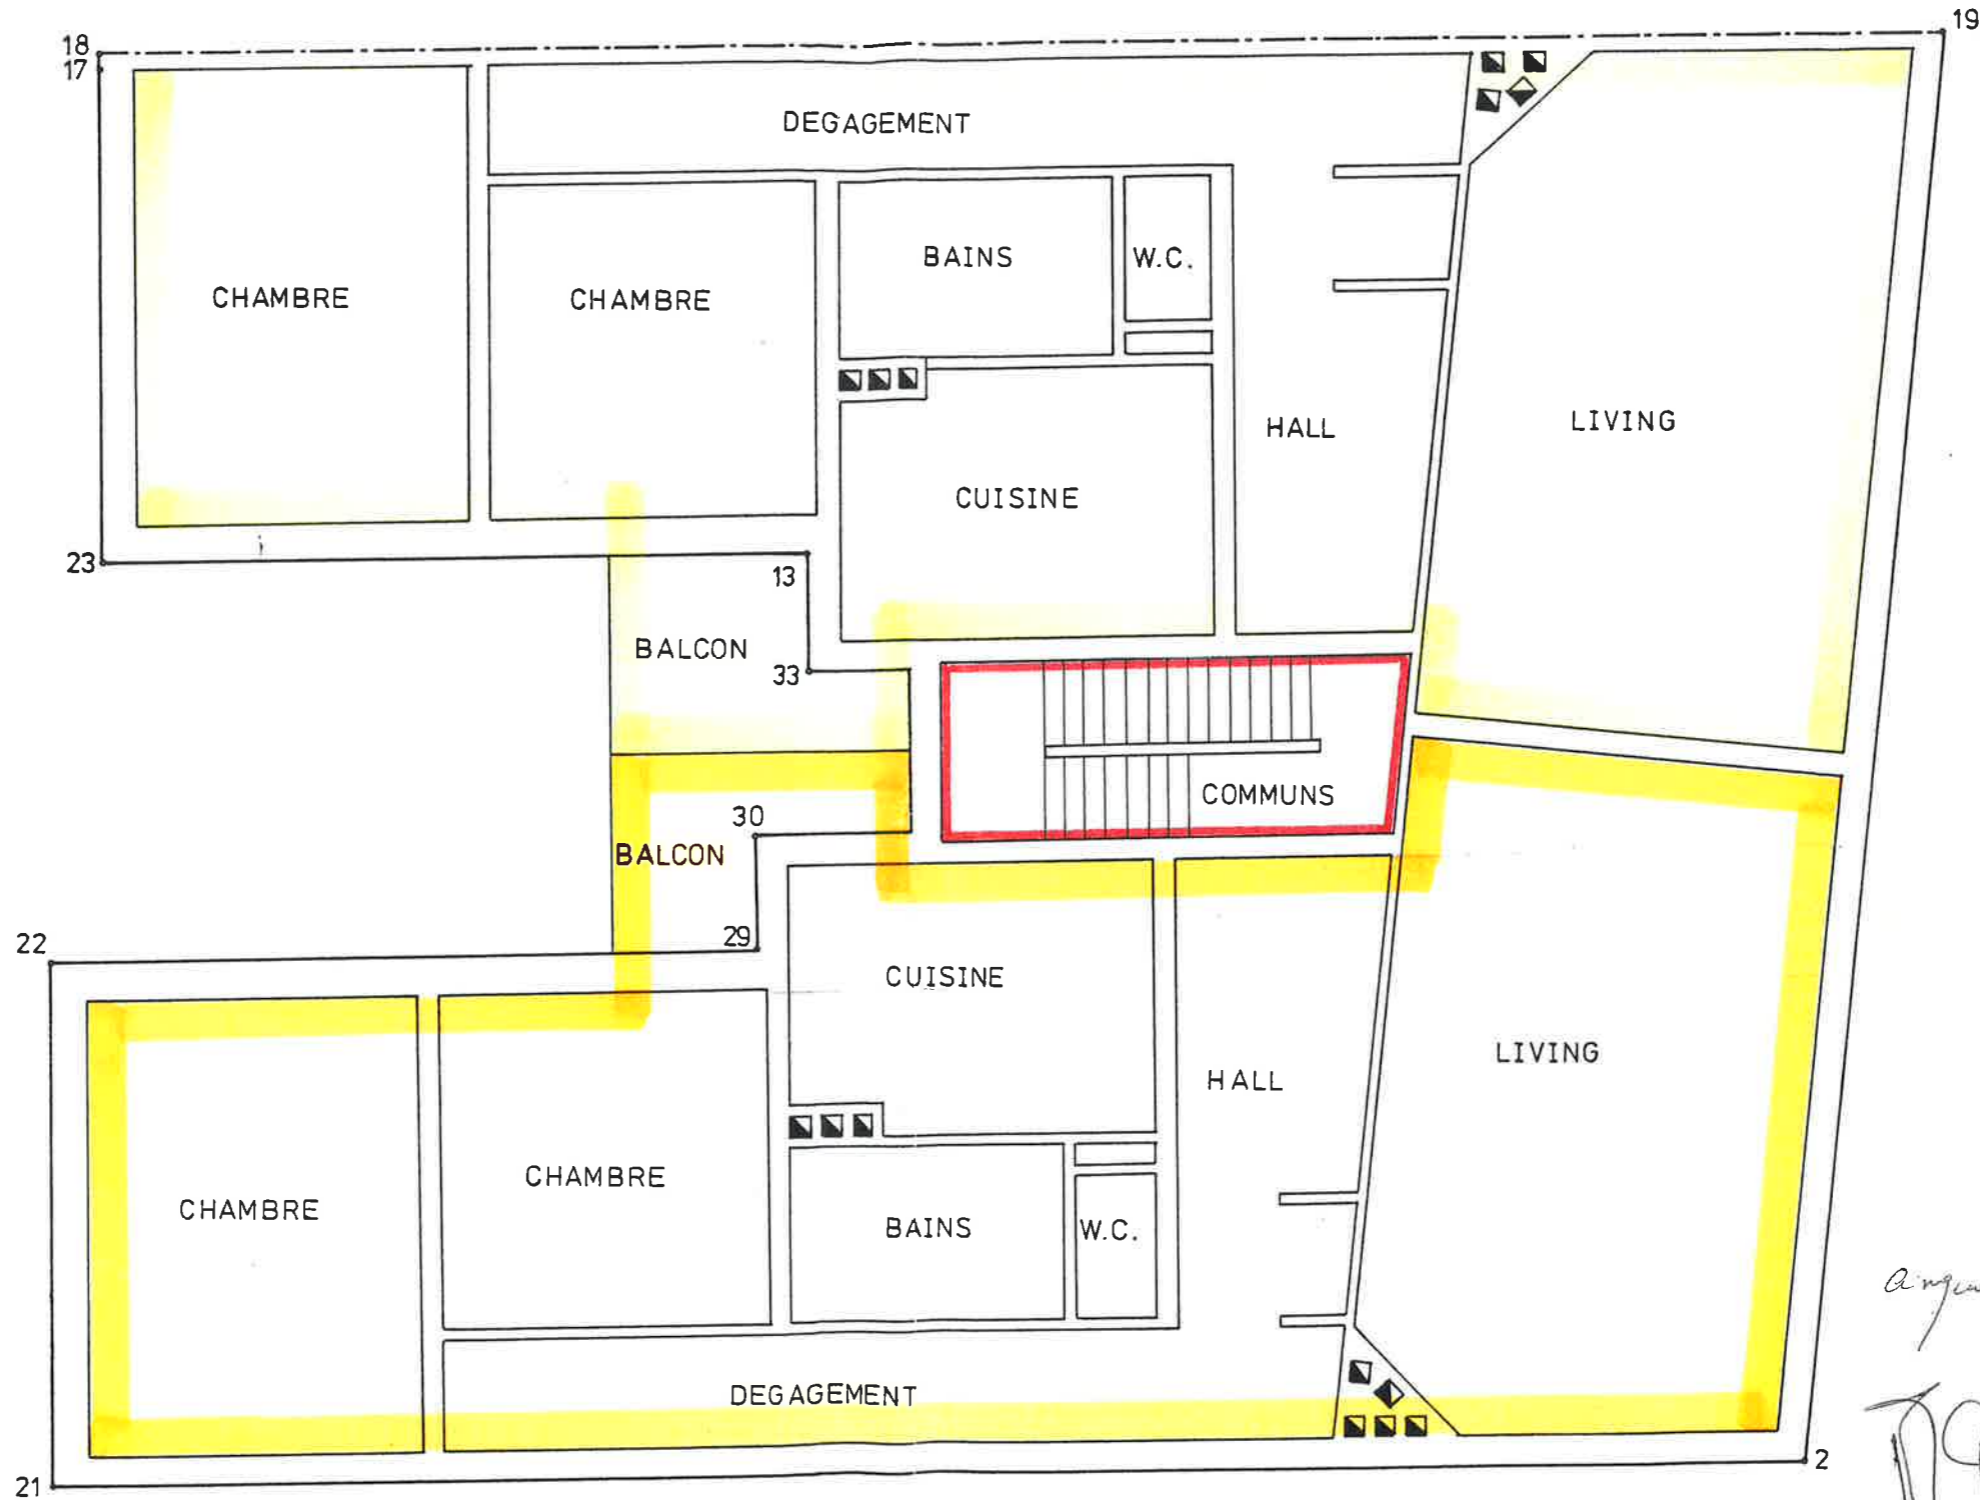 19
18
17
DEGAGEMENT
BAINS
W.C.
CHAMBRE
CHAMBRE
LIVING
HALL
CUISINE
23
13
BALCON
33
COMMUNS
30
BALCON
29
22
CUISINE
LIVING
HALL
CHAMBRE
CHAMBRE
BAINS
W.C.
DEGAGEMENT
2
21